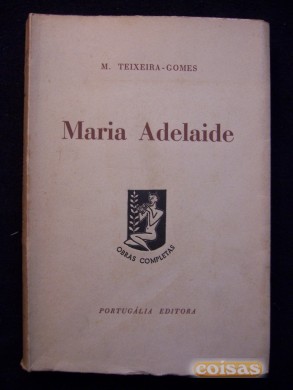 M. TEIXEIRA-GOMES
Maria Adelaide
OBRAS COMPLETAS
PORTUGÁLIA EDITORA
coisas